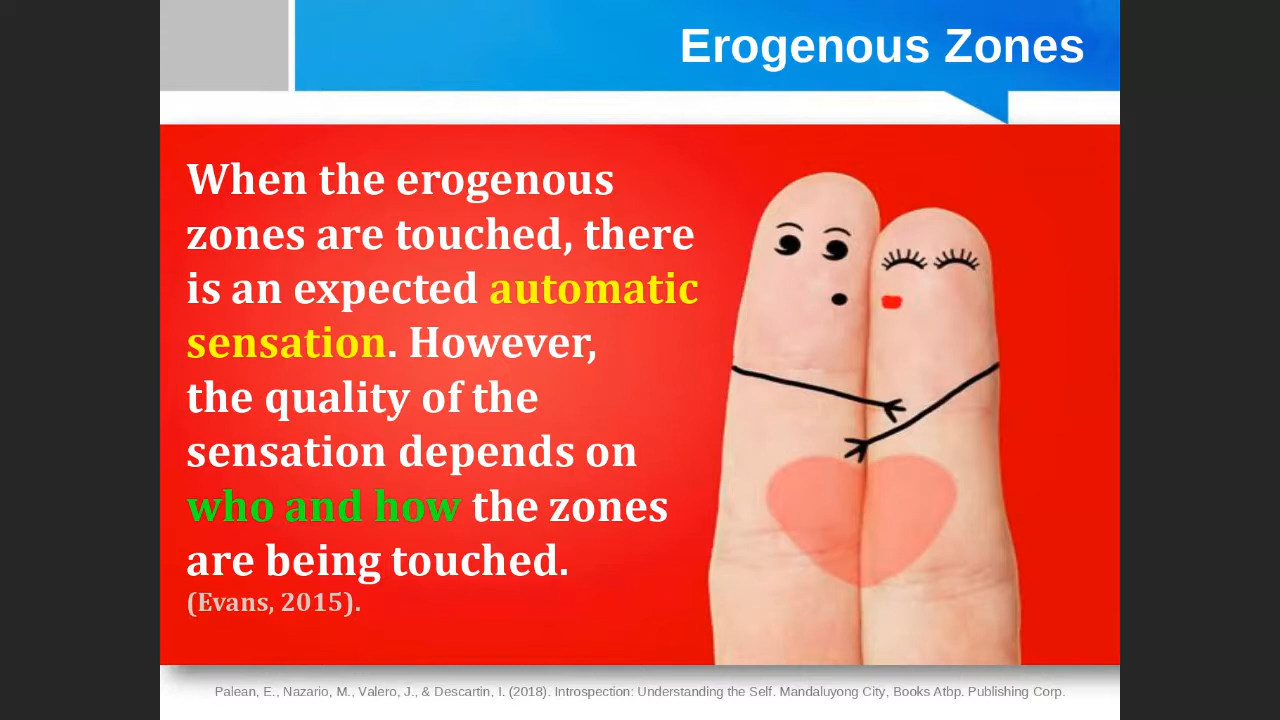 Erogenous Zones
When the erogenous
zones are touched, there
is an expected automatic
sensation. However,
the quality of the
sensation depends on
who and how the zones
are being touched.
(Evans, 2015).
Palean, E., Nazario, M., Valero, J., & Descartin, I. (2018). Introspection: Understanding the Self. Mandaluyong City, Books Atbp. Publishing Corp.